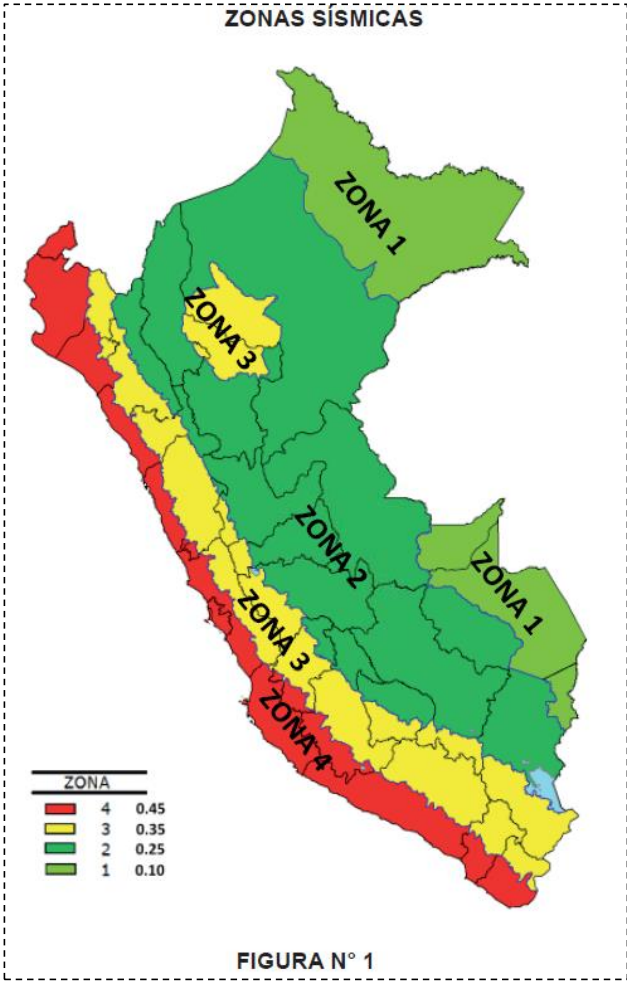 ZONAS SÍSMICAS
ZONA 1
ZONA 3
ZONA 2
ZONA 1
ZONA 3
ZONA 4
ZONA
4 0.45
3 0.35
2 0.25
1 0.10
FIGURA N° 1